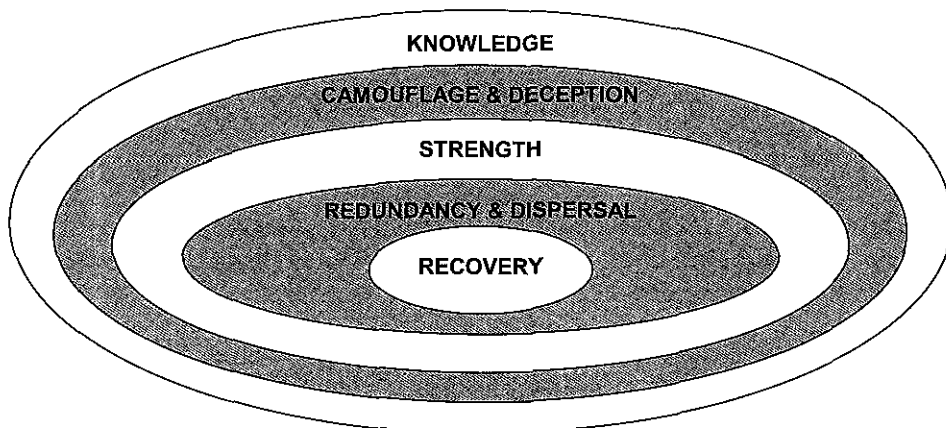 KNOWLEDGE
CAMOUFLAGE & DECEPTION
STRENGTH
REDUNDANCY & DISPERSAL
RECOVERY